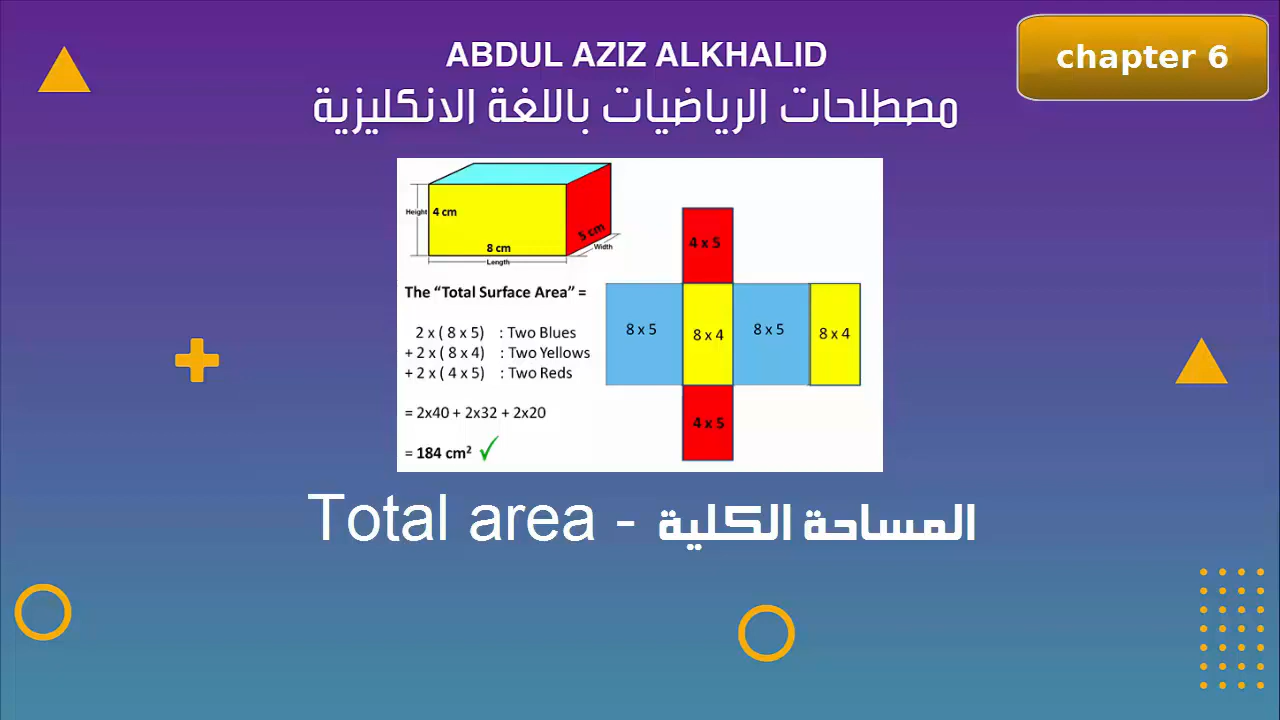 ABDUL AZIZ ALKHALID
chapter 6
مصطلحات الرياضيات باللغة الانكليزية
Height
4 cm
8 cm
Length
5 cm
Width
The “Total Surface Area” =
2 x ( 8 x 5) : Two Blues
+ 2 x ( 8 x 4) : Two Yellows
+ 2 x ( 4 x 5) : Two Reds
= 2x40 + 2x32 + 2x20
= 184 cm² ✓
4 x 5
8 x 5
8 x 4
8 x 5
8 x 4
4 x 5
Total area - المساحة الكلية